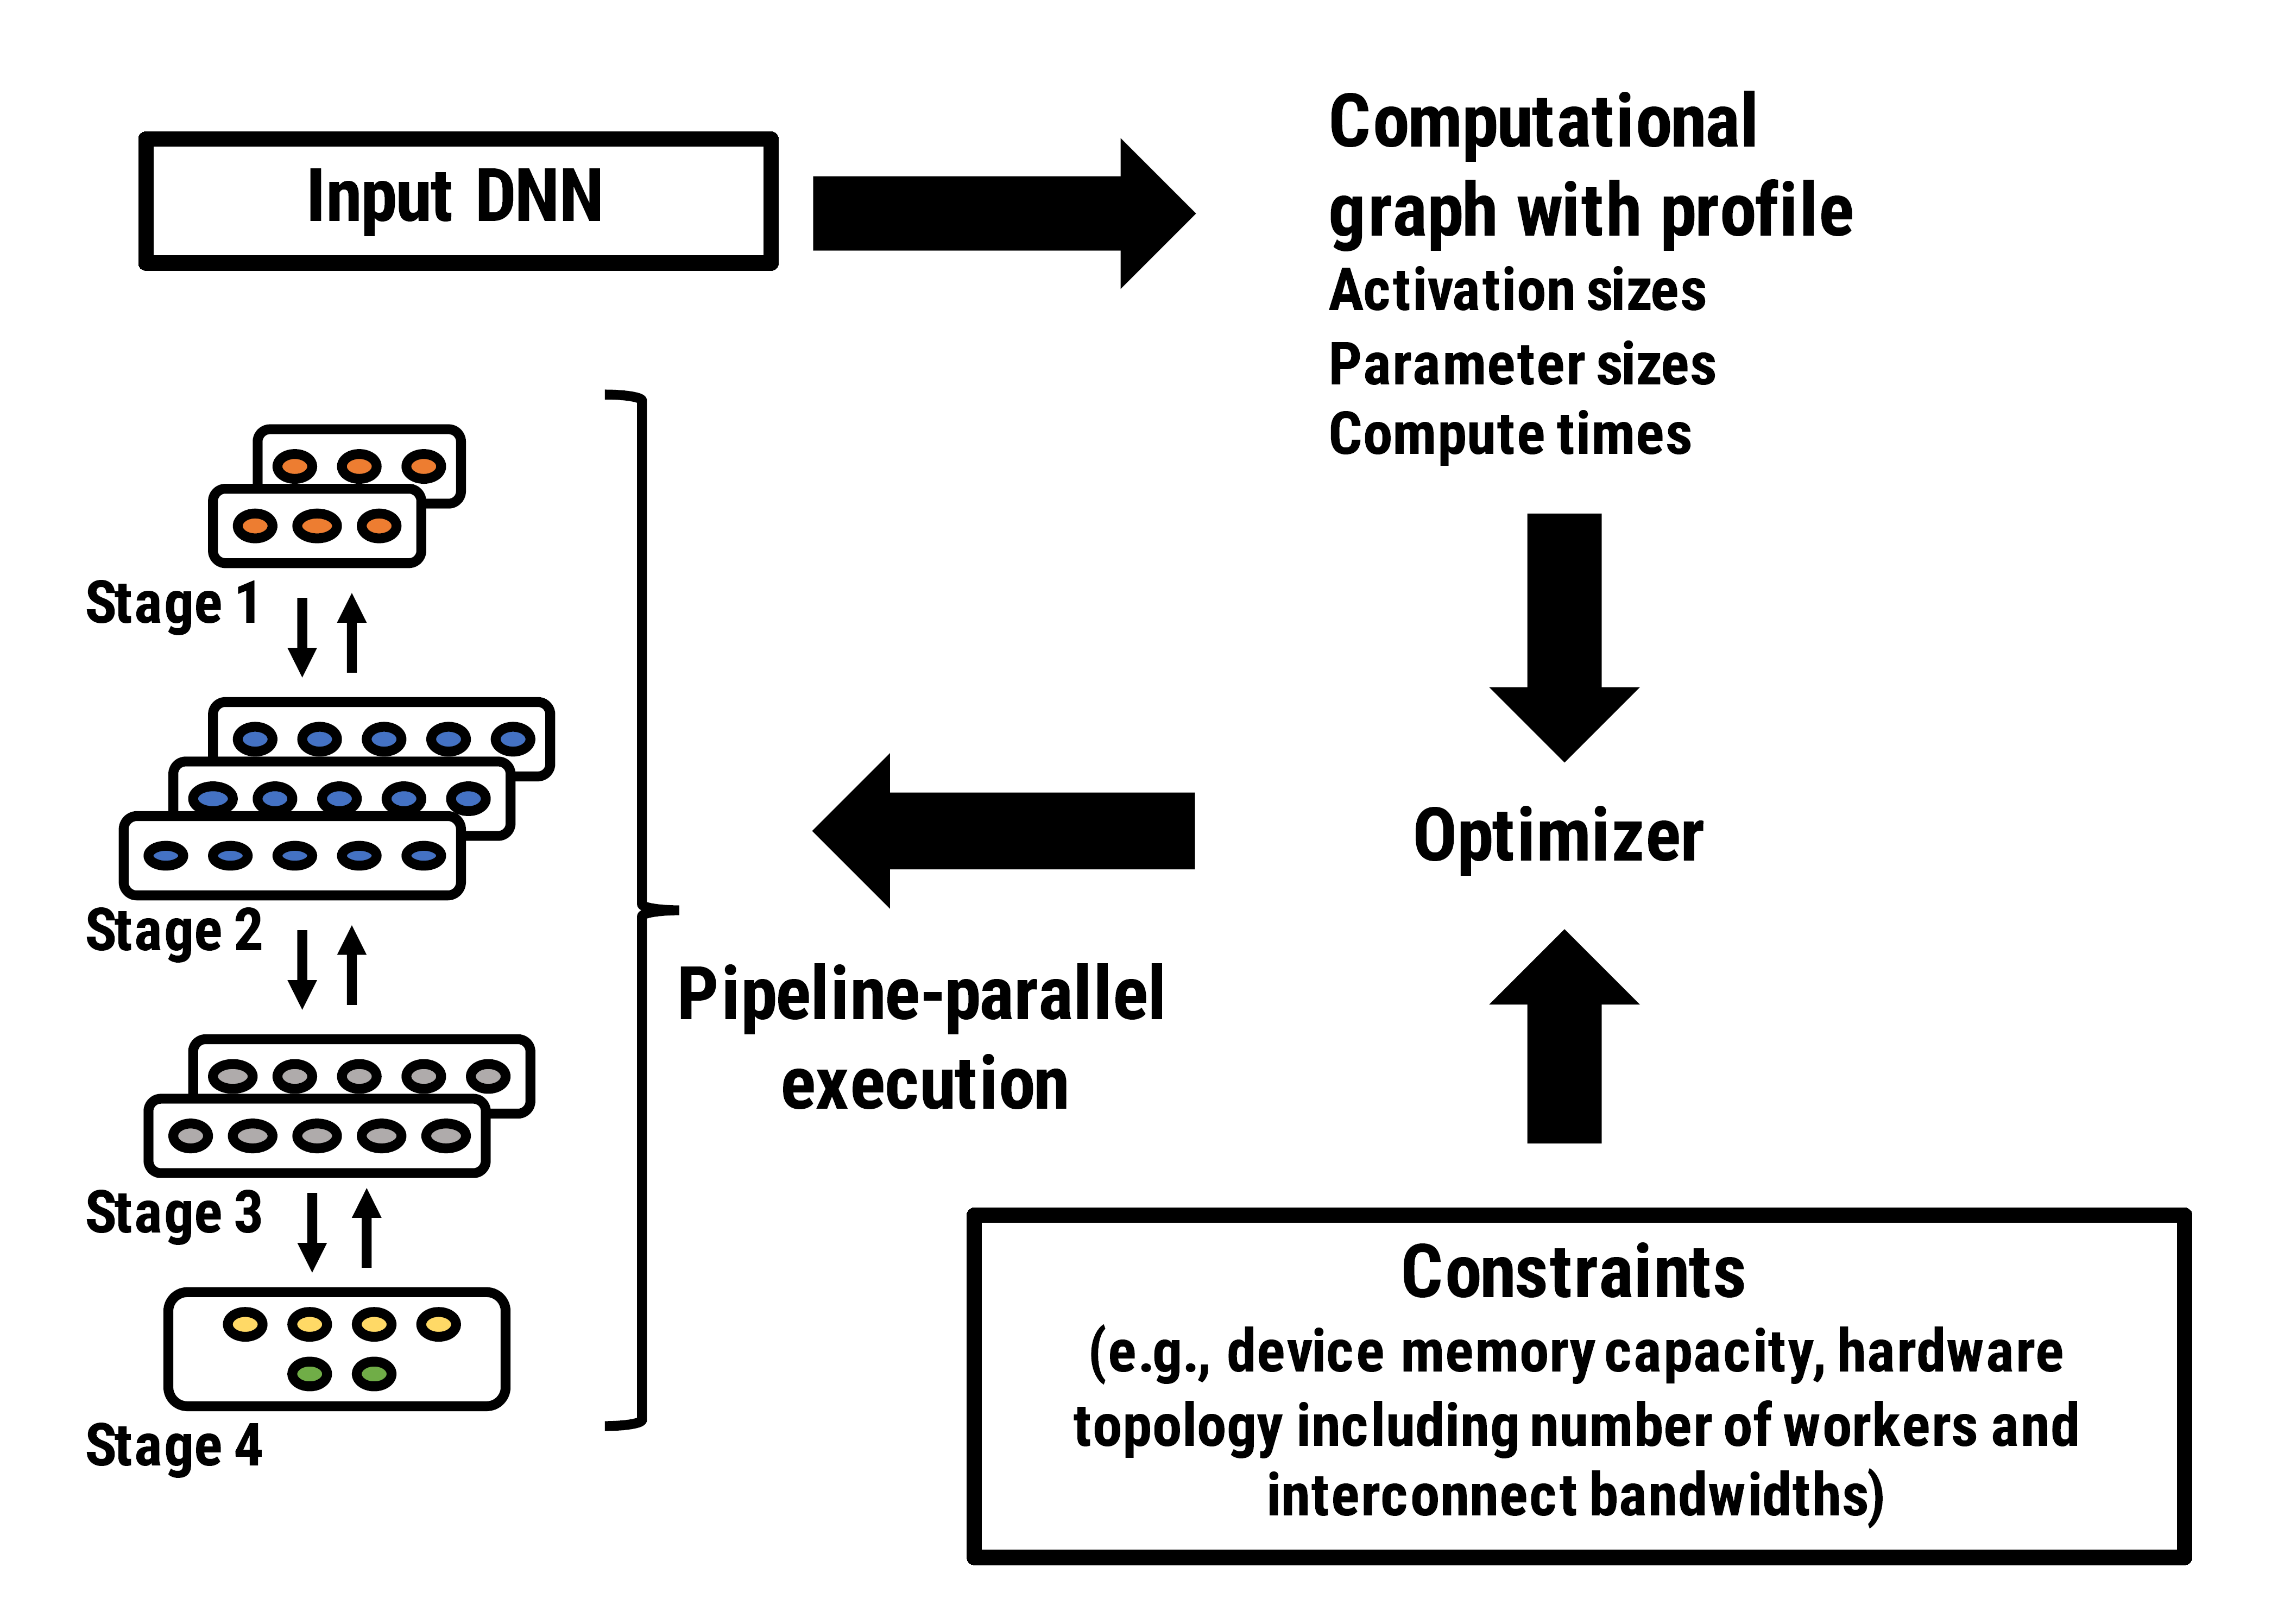 Input DNN
Computational
graph with profile
Activation sizes
Parameter sizes
Compute times
Stage 1
Stage 2
Stage 3
Stage 4
Pipeline-parallel
execution
Optimizer
Constraints
(e.g., device memory capacity, hardware
topology including number of workers and
interconnect bandwidths)